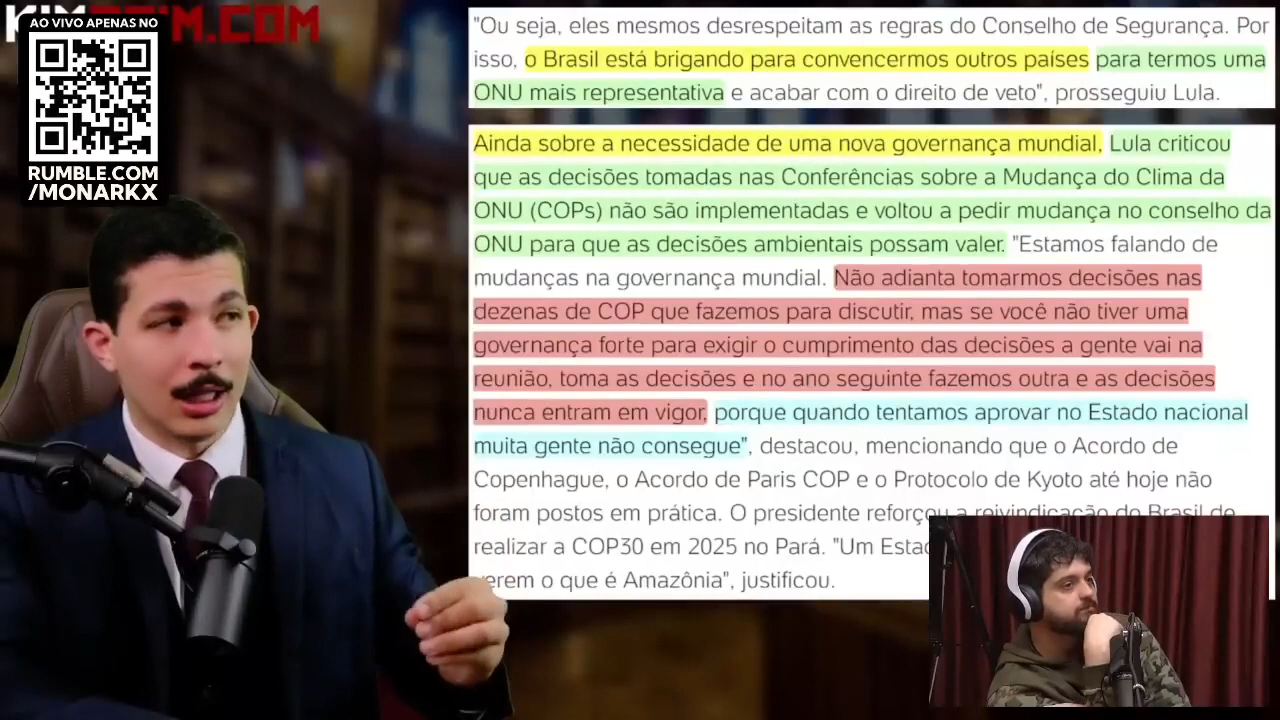 AO VIVO APENAS NO
RUMBLE.COM
/MONARKX
"Ou seja, eles mesmos desrespeitam as regras do Conselho de Segurança. Por
isso, o Brasil está brigando para convencermos outros países para termos uma
ONU mais representativa e acabar com o direito de veto", prosseguiu Lula.
Ainda sobre a necessidade de uma nova governança mundial, Lula criticou
que as decisões tomadas nas Conferências sobre a Mudança do Clima da
ONU (COPs) não são implementadas e voltou a pedir mudança no conselho da
ONU para que as decisões ambientais possam valer. "Estamos falando de
mudanças na governança mundial. Não adianta tomarmos decisões nas
dezenas de COP que fazemos para discutir, mas se você não tiver uma
governança forte para exigir o cumprimento das decisões a gente vai na
reunião, toma as decisões e no ano seguinte fazemos outra e as decisões
nunca entram em vigor, porque quando tentamos aprovar no Estado nacional
muita gente não consegue", destacou, mencionando que o Acordo de
Copenhague, o Acordo de Paris COP e o Protocolo de Kyoto até hoje não
foram postos em prática. O presidente reforçou a reivindicação do Brasil de
realizar a COP30 em 2025 no Pará. "Um
o que é Amazônia", justificou.